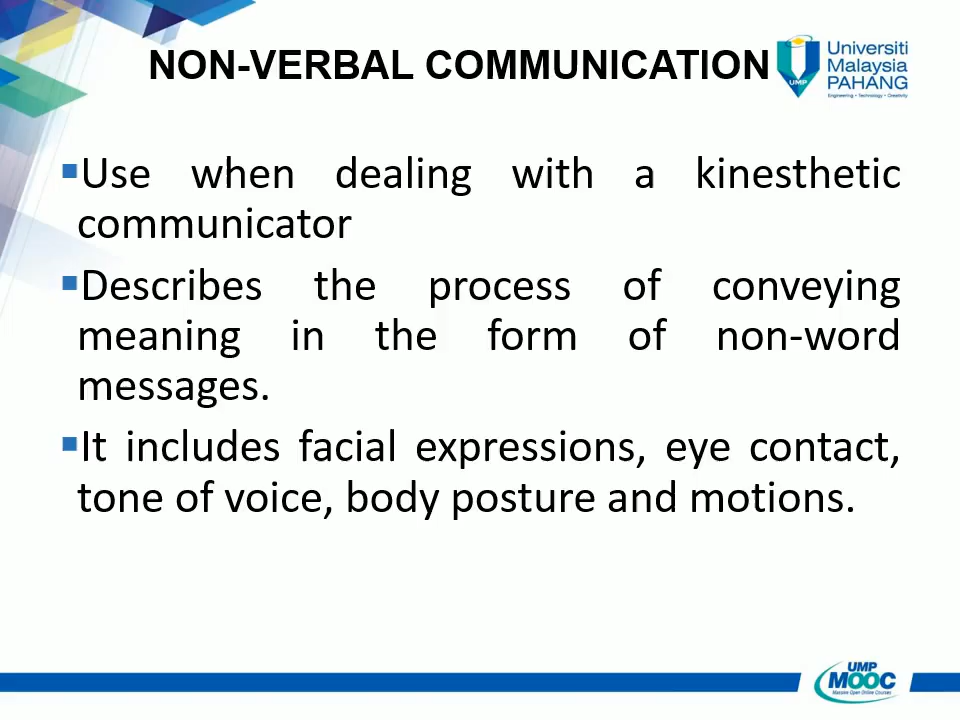 NON-VERBAL COMMUNICATION
Universiti
Malaysia
PAHANG
Engineering • Technology • Creativity
UMP
▪Use when dealing with a kinesthetic
communicator
▪Describes the process of conveying
meaning in the form of non-word
messages.
▪It includes facial expressions, eye contact,
tone of voice, body posture and motions.
UMP
MOOC
Massive Open Online Courses